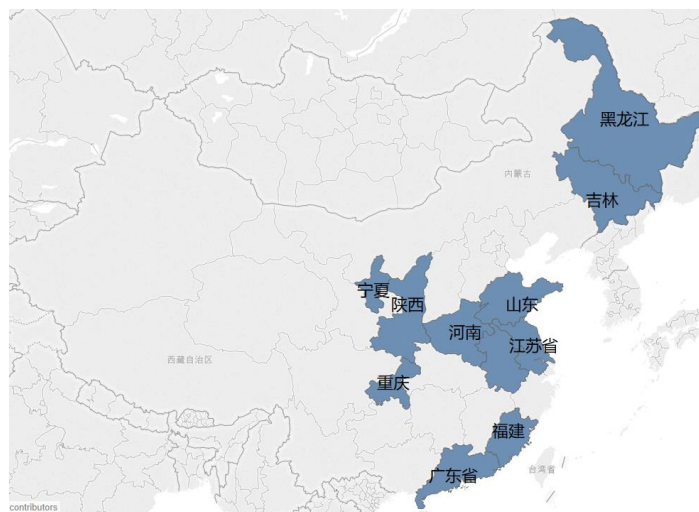 黑龙江
内蒙古
吉林
宁夏
陕西
山东
河南
江苏省
西藏自治区
重庆
福建
台湾省
广东省
contributors